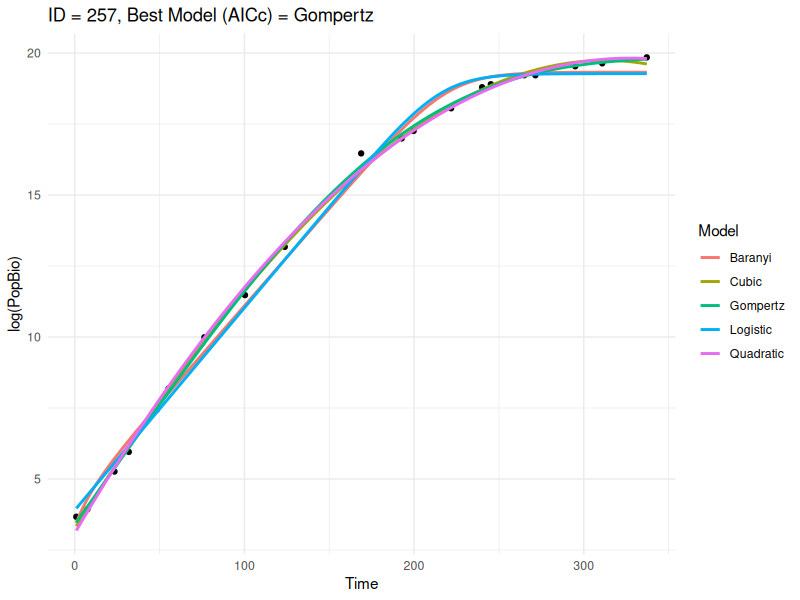 ID = 257, Best Model (AICc) = Gompertz
20
15
10
5
log(PopBio)
0
100
200
300
Time
Model
Baranyi
Cubic
Gompertz
Logistic
Quadratic